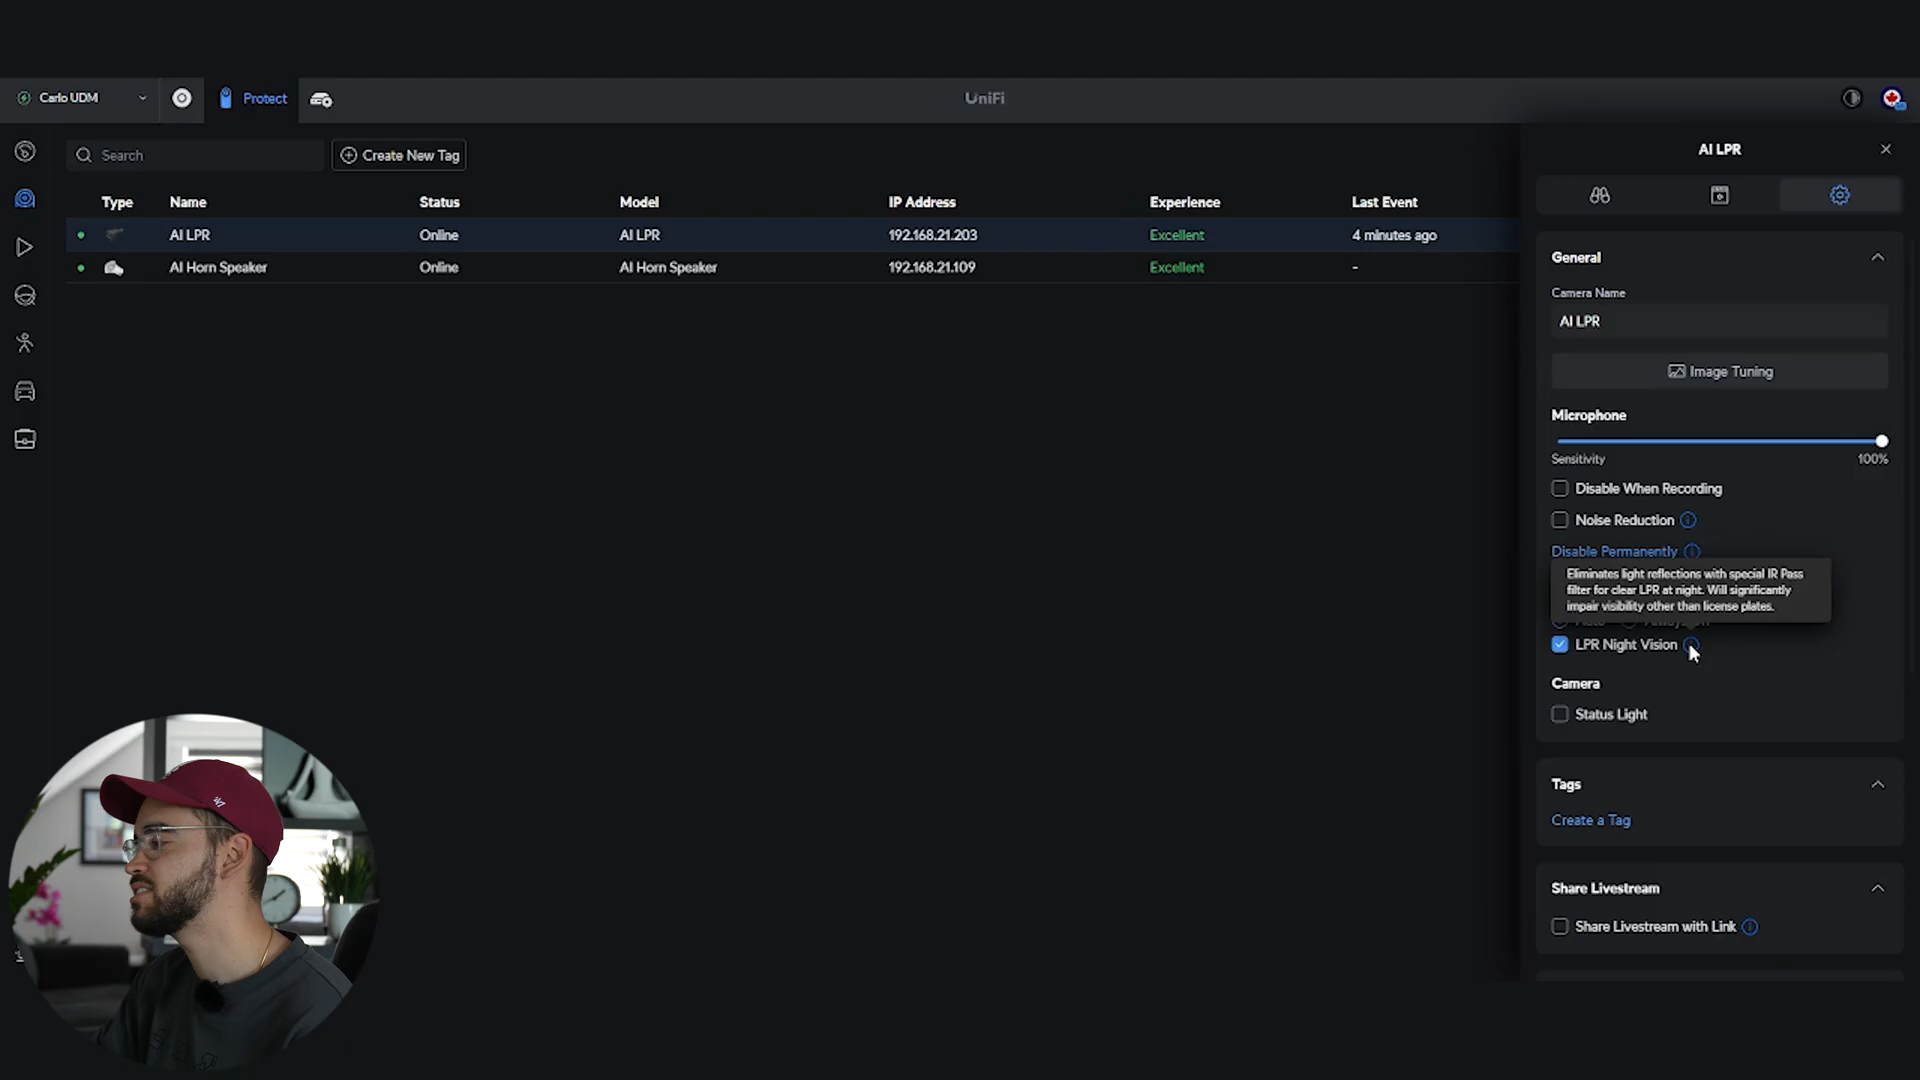 Carlo UDM
Protect
UniFi
Search
Create New Tag
Type Name Status Model IP Address Experience Last Event
AI LPR Online AI LPR 192.168.21.203 Excellent 4 minutes ago
AI Horn Speaker Online AI Horn Speaker 192.168.21.109 Excellent -
AI LPR
General
Camera Name
AI LPR
Image Tuning
Microphone
Sensitivity 100%
Disable When Recording
Noise Reduction
Disable Permanently
Eliminates light reflections with special IR Pass
filter for clear LPR at night. Will significantly
impair visibility other than license plates.
LPR Night Vision
Camera
Status Light
Tags
Create a Tag
Share Livestream
Share Livestream with Link
47